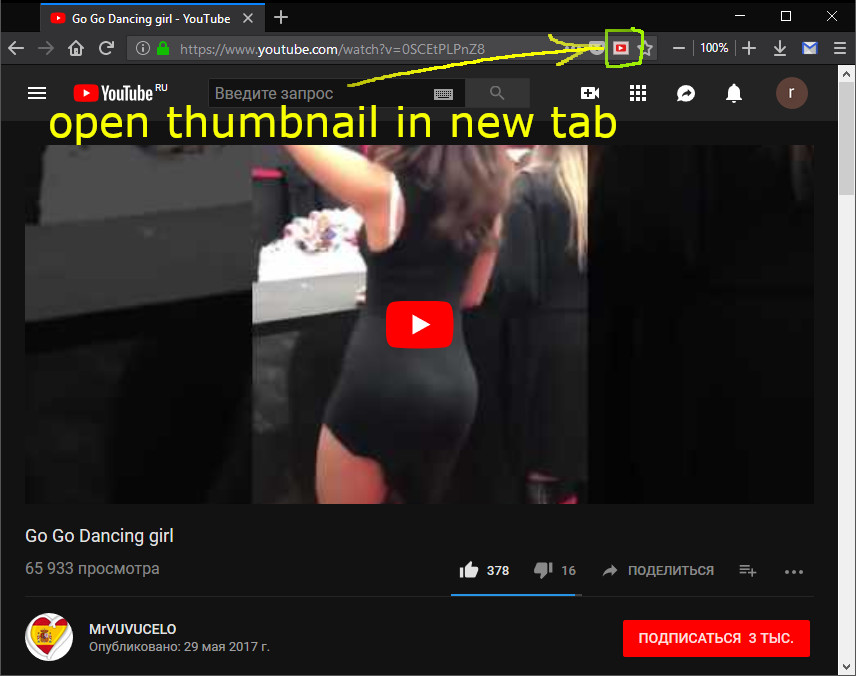 Go Go Dancing girl - YouTube
https://www.youtube.com/watch?v=0SCEtPLPnZ8
100%
YouTube RU
Введите запрос
r
open thumbnail in new tab
Go Go Dancing girl
65 933 просмотра
378
16
ПОДЕЛИТЬСЯ
MrVUVUCELO
Опубликовано: 29 мая 2017 г.
ПОДПИСАТЬСЯ 3 ТЫС.